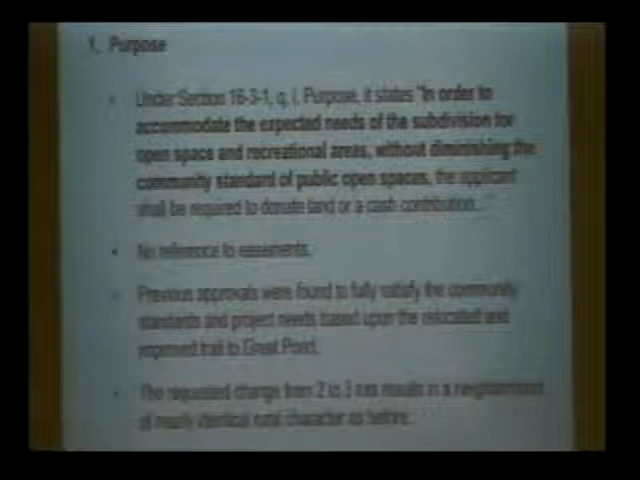 1. Purpose
Under Section 16-3-1, q, i. Purpose, it states "In order to
accommodate the expected needs of the subdivision for
open space and recreational areas, without diminishing the
community standard of public open spaces, the applicant
shall be required to donate land or a cash contribution..."
No reference to easements.
Previous approvals were found to fully satisfy the community
standards and project needs based upon the relocated and
improved trail to Great Point.
The requested change from 2 to 3 lots results in a neighborhood
of nearly identical rural character as before.